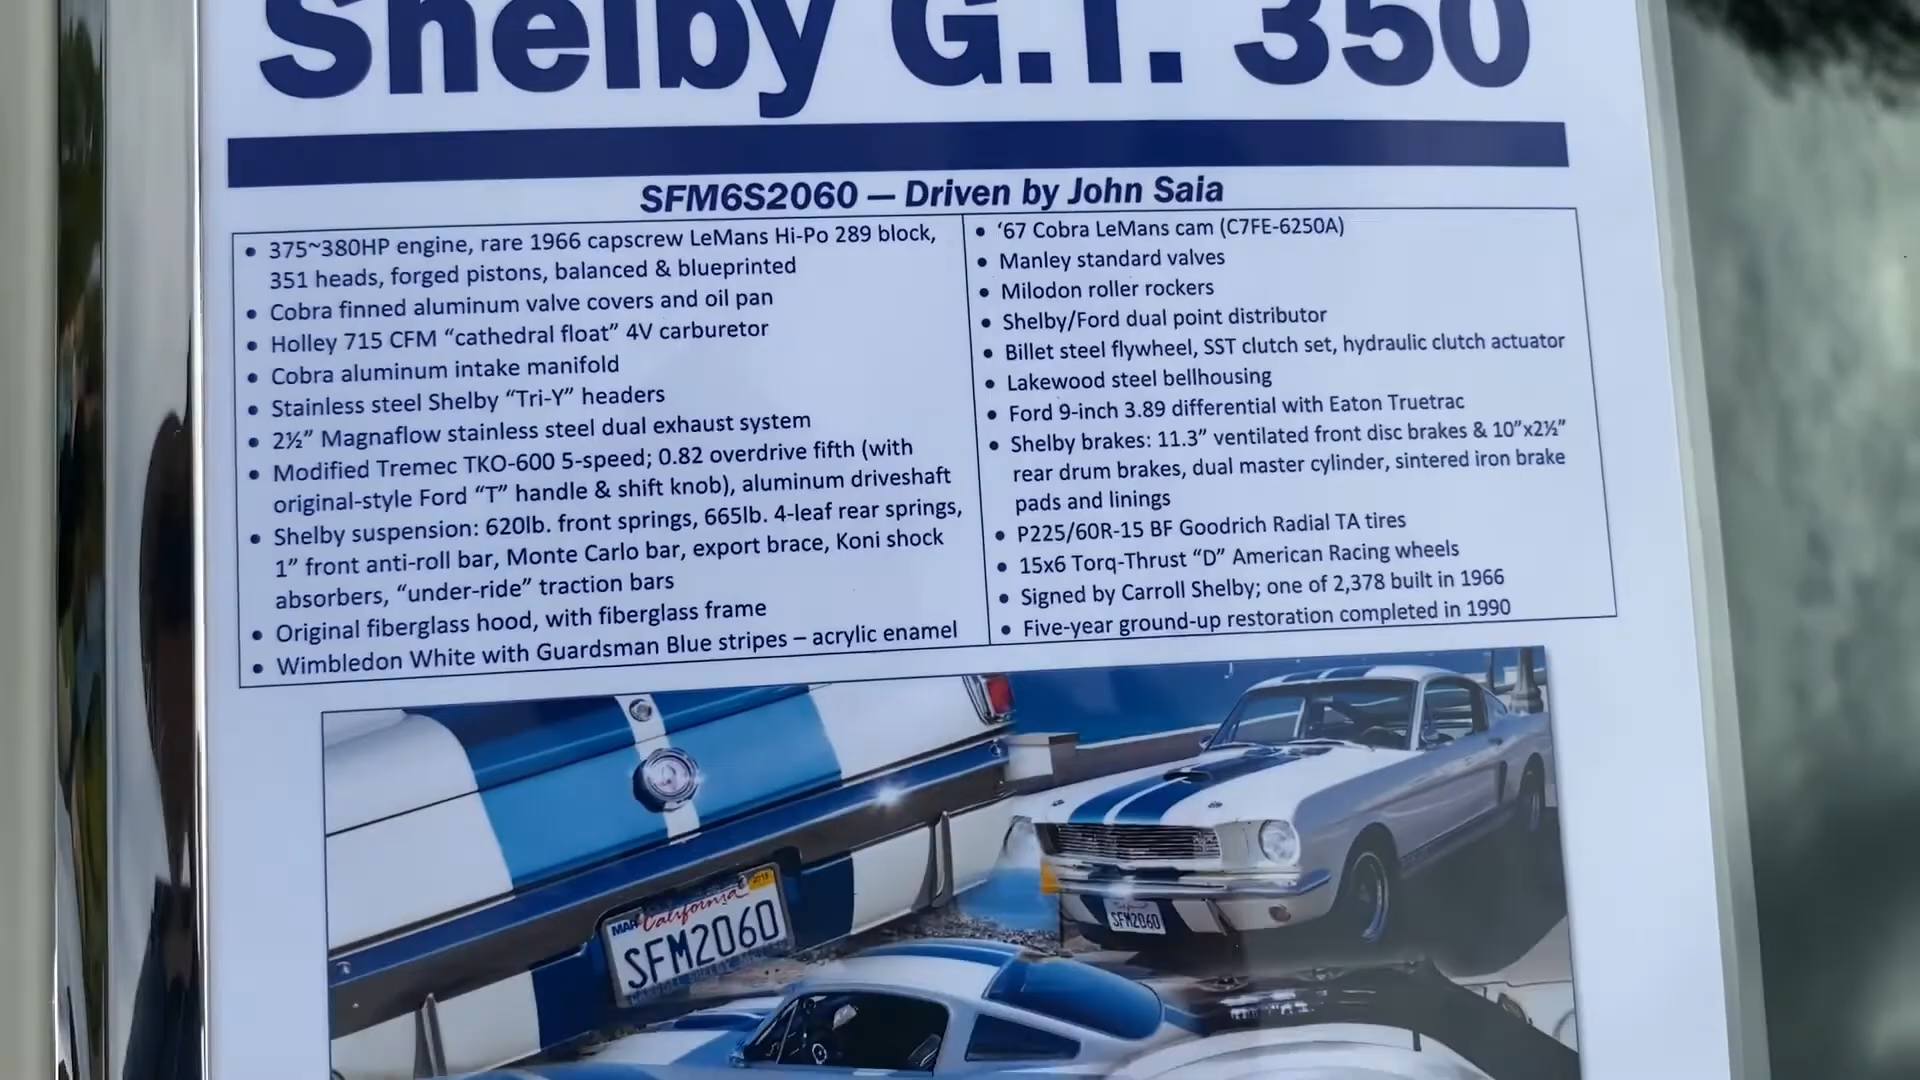 Shelby G.T. 350
SFM6S2060 — Driven by John Saia
• 375~380HP engine, rare 1966 capscrew LeMans Hi-Po 289 block,
351 heads, forged pistons, balanced & blueprinted
• Cobra finned aluminum valve covers and oil pan
• Holley 715 CFM “cathedral float” 4V carburetor
• Cobra aluminum intake manifold
• Stainless steel Shelby “Tri-Y” headers
• 2½” Magnaflow stainless steel dual exhaust system
• Modified Tremec TKO-600 5-speed; 0.82 overdrive fifth (with
original-style Ford “T” handle & shift knob), aluminum driveshaft
• Shelby suspension: 620lb. front springs, 665lb. 4-leaf rear springs,
1” front anti-roll bar, Monte Carlo bar, export brace, Koni shock
absorbers, “under-ride” traction bars
• Original fiberglass hood, with fiberglass frame
• Wimbledon White with Guardsman Blue stripes – acrylic enamel
• ‘67 Cobra LeMans cam (C7FE-6250A)
• Manley standard valves
• Milodon roller rockers
• Shelby/Ford dual point distributor
• Billet steel flywheel, SST clutch set, hydraulic clutch actuator
• Lakewood steel bellhousing
• Ford 9-inch 3.89 differential with Eaton Truetrac
• Shelby brakes: 11.3” ventilated front disc brakes & 10”x2½”
rear drum brakes, dual master cylinder, sintered iron brake
pads and linings
• P225/60R-15 BF Goodrich Radial TA tires
• 15x6 Torq-Thrust “D” American Racing wheels
• Signed by Carroll Shelby; one of 2,378 built in 1966
• Five-year ground-up restoration completed in 1990
MAR California
SFM2060
SFM2060